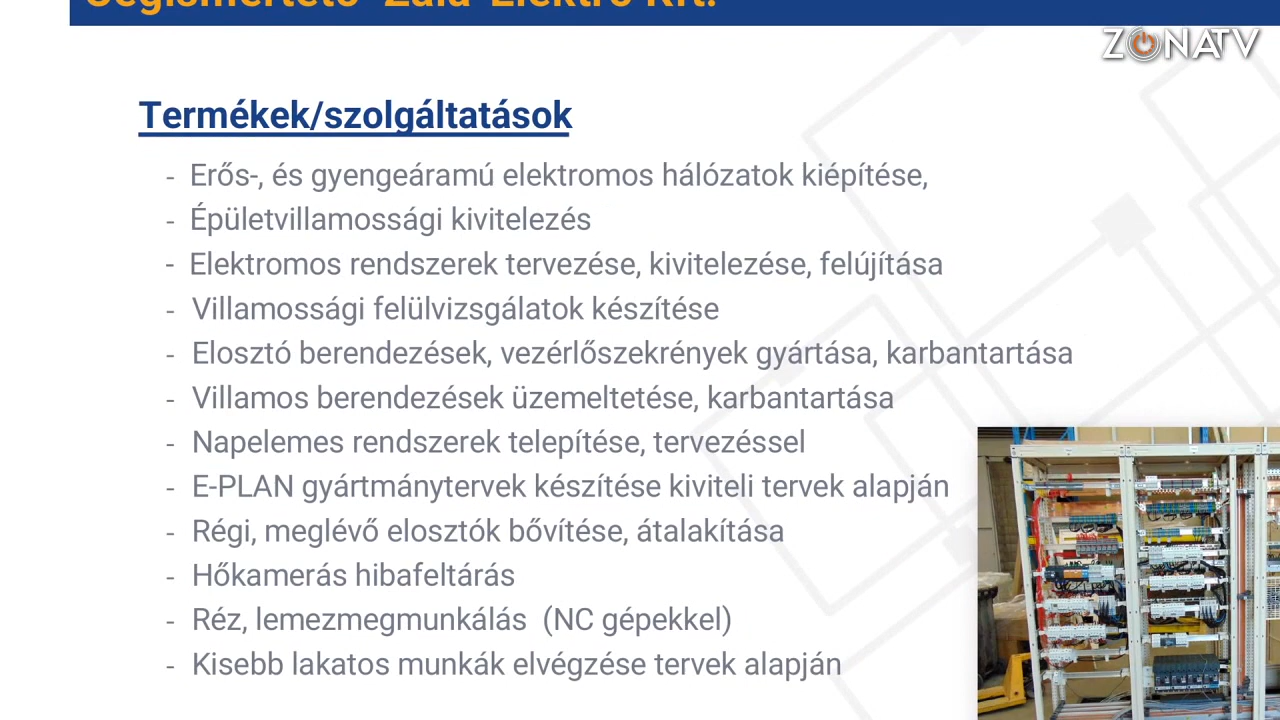 Cégismertető Zala-Elektro Kft.
ZONATV
Termékek/szolgáltatások
- Erős-, és gyengeáramú elektromos hálózatok kiépítése,
- Épületvillamossági kivitelezés
- Elektromos rendszerek tervezése, kivitelezése, felújítása
- Villamossági felülvizsgálatok készítése
- Elosztó berendezések, vezérlőszekrények gyártása, karbantartása
- Villamos berendezések üzemeltetése, karbantartása
- Napelemes rendszerek telepítése, tervezéssel
- E-PLAN gyártmánytervek készítése kiviteli tervek alapján
- Régi, meglévő elosztók bővítése, átalakítása
- Hőkamerás hibafeltárás
- Réz, lemezmegmunkálás (NC gépekkel)
- Kisebb lakatos munkák elvégzése tervek alapján